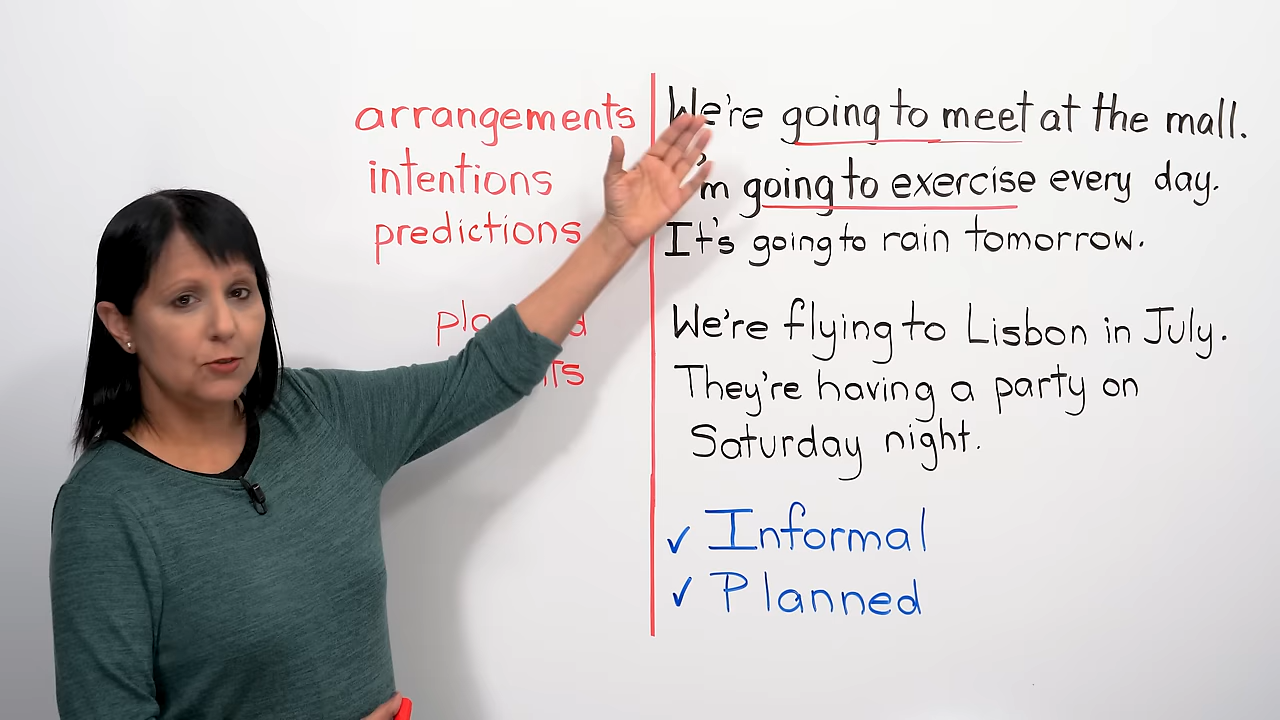 arrangements We're going to meet at the mall.
intentions I'm going to exercise every day.
predictions It's going to rain tomorrow.
We're flying to Lisbon in July.
They're having a party on
Saturday night.
✓ Informal
✓ Planned